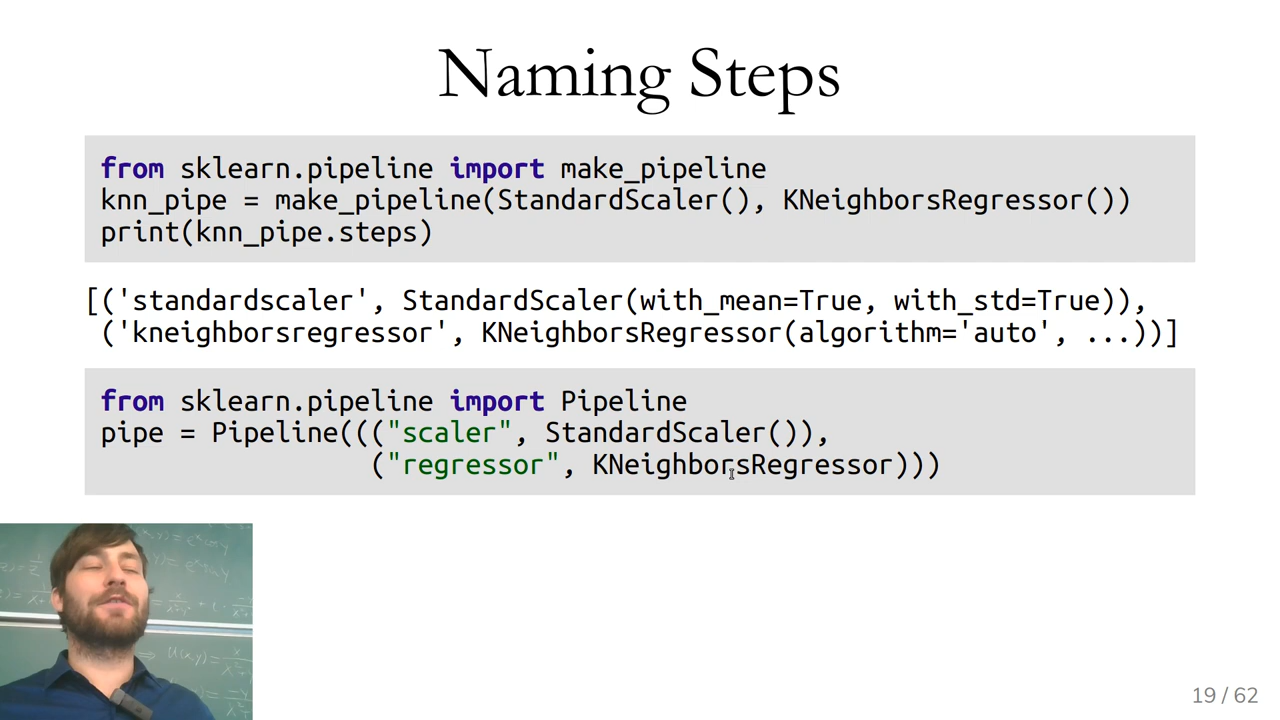 Naming Steps
from sklearn.pipeline import make_pipeline
knn_pipe = make_pipeline(StandardScaler(), KNeighborsRegressor())
print(knn_pipe.steps)
[('standardscaler', StandardScaler(with_mean=True, with_std=True)),
('kneighborsregressor', KNeighborsRegressor(algorithm='auto', ...))]
from sklearn.pipeline import Pipeline
pipe = Pipeline((("scaler", StandardScaler()),
("regressor", KNeighborsRegressor)))
19 / 62